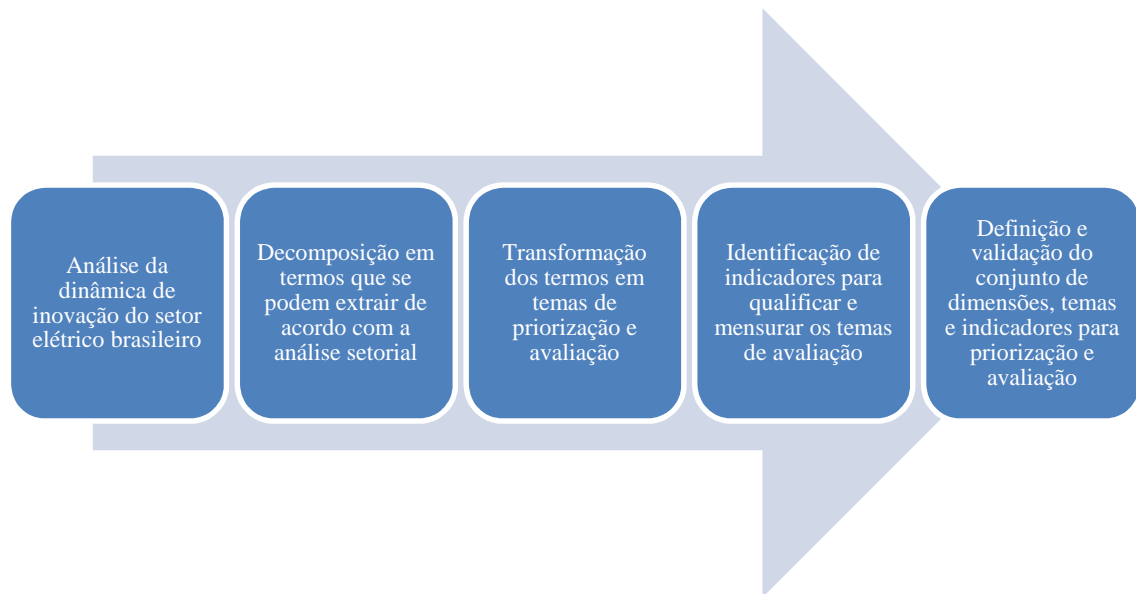 Análise da
dinâmica de
inovação do setor
elétrico brasileiro
Decomposição em
termos que se
podem extrair de
acordo com a
análise setorial
Transformação
dos termos em
temas de
priorização e
avaliação
Identificação de
indicadores para
qualificar e
mensurar os temas
de avaliação
Definição e
validação do
conjunto de
dimensões, temas
e indicadores para
priorização e
avaliação